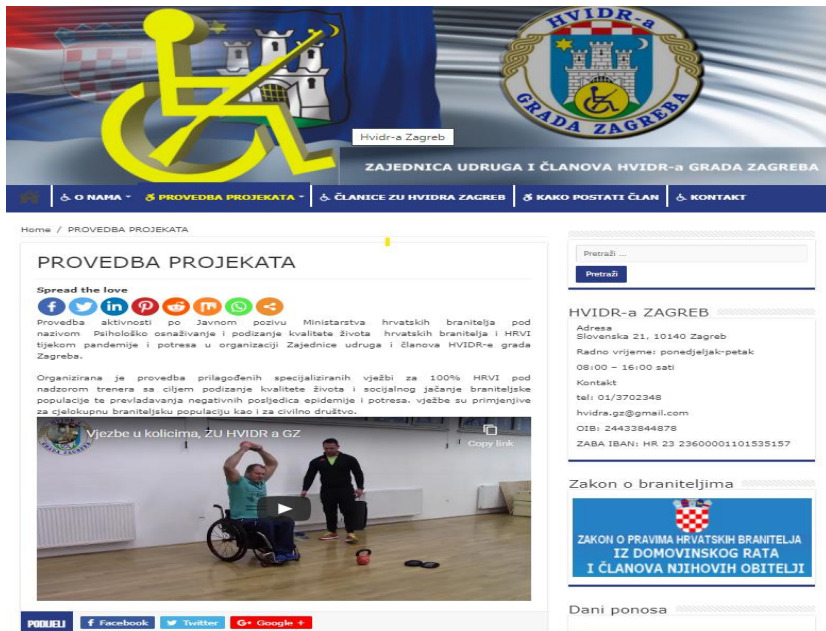 HVIDR-a
GRADA ZAGREBA
Hvidr-a Zagreb
ZAJEDNICA UDRUGA I ČLANOVA HVIDR-a GRADA ZAGREBA
O NAMA
PROVEDBA PROJEKATA
ČLANICE ZU HVIDRA ZAGREB
KAKO POSTATI ČLAN
KONTAKT
Home / PROVEDBA PROJEKATA
PROVEDBA PROJEKATA
Spread the love
Provedba aktivnosti po Javnom pozivu Ministarstva hrvatskih branitelja pod
nazivom Psihološko osnaživanje i podizanje kvalitete života hrvatskih branitelja i HRVI
tijekom pandemije i potresa u organizaciji Zajednice udruga i članova HVIDR-e grada
Zagreba.
Organizirana je provedba prilagođenih specijaliziranih vježbi za 100% HRVI pod
nadzorom trenera sa ciljem podizanje kvalitete života i socijalnog jačanje braniteljske
populacije te prevladavanja negativnih posljedica epidemije i potresa. vježbe su primjenjive
za cjelokupnu braniteljsku populaciju kao i za civilno društvo.
Vjezbe u kolicima, ZU HVIDR a GZ
Copy link
PODIJELI
Facebook
Twitter
G+ Google +
Pretraži ...
Pretraži
HVIDR-a ZAGREB
Adresa
Slovenska 21, 10140 Zagreb
Radno vrijeme: ponedjeljak-petak
08:00 – 16:00 sati
Kontakt
tel: 01/3702348
hvidra.gz@gmail.com
OIB: 24433844878
ZABA IBAN: HR 23 23600001101535157
Zakon o braniteljima
ZAKON O PRAVIMA HRVATSKIH BRANITELJA
IZ DOMOVINSKOG RATA
I ČLANOVA NJIHOVIH OBITELJI
Dani ponosa